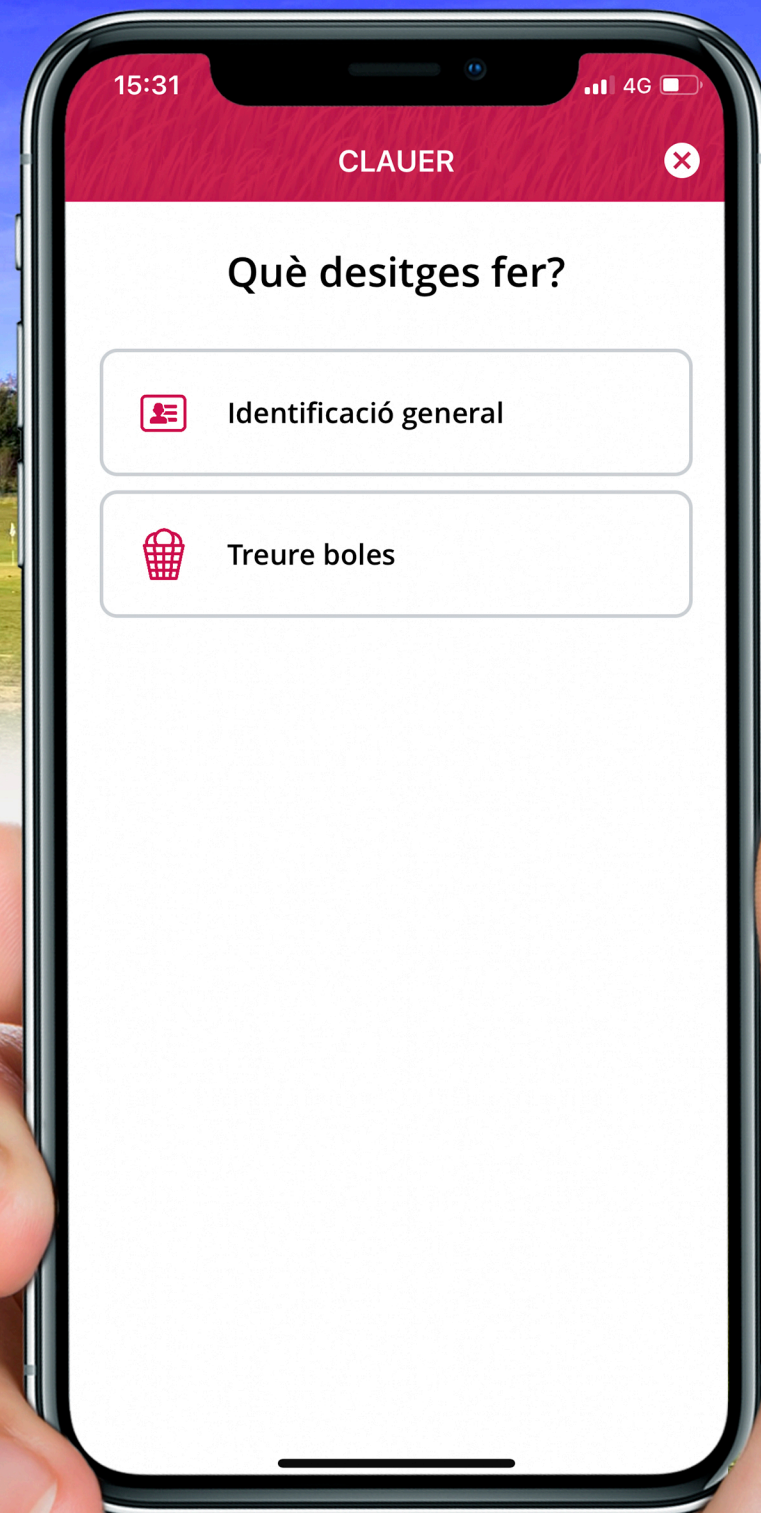 15:31
4G
CLAUER
Què desitges fer?
Identificació general
Treure boles